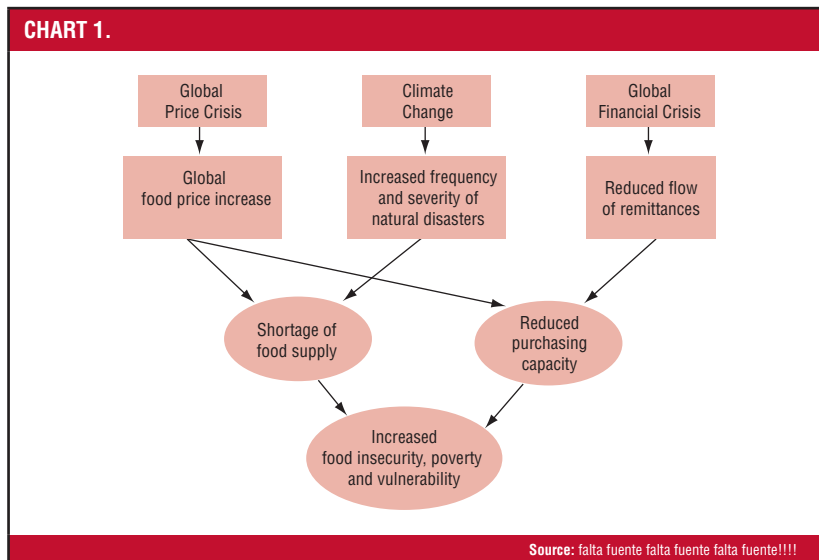 CHART 1.
Global
Price Crisis
Climate
Change
Global
Financial Crisis
Global
food price increase
Increased frequency
and severity of
natural disasters
Reduced flow
of remittances
Shortage of
food supply
Reduced
purchasing
capacity
Increased
food insecurity, poverty
and vulnerability
Source: falta fuente falta fuente falta fuente!!!!